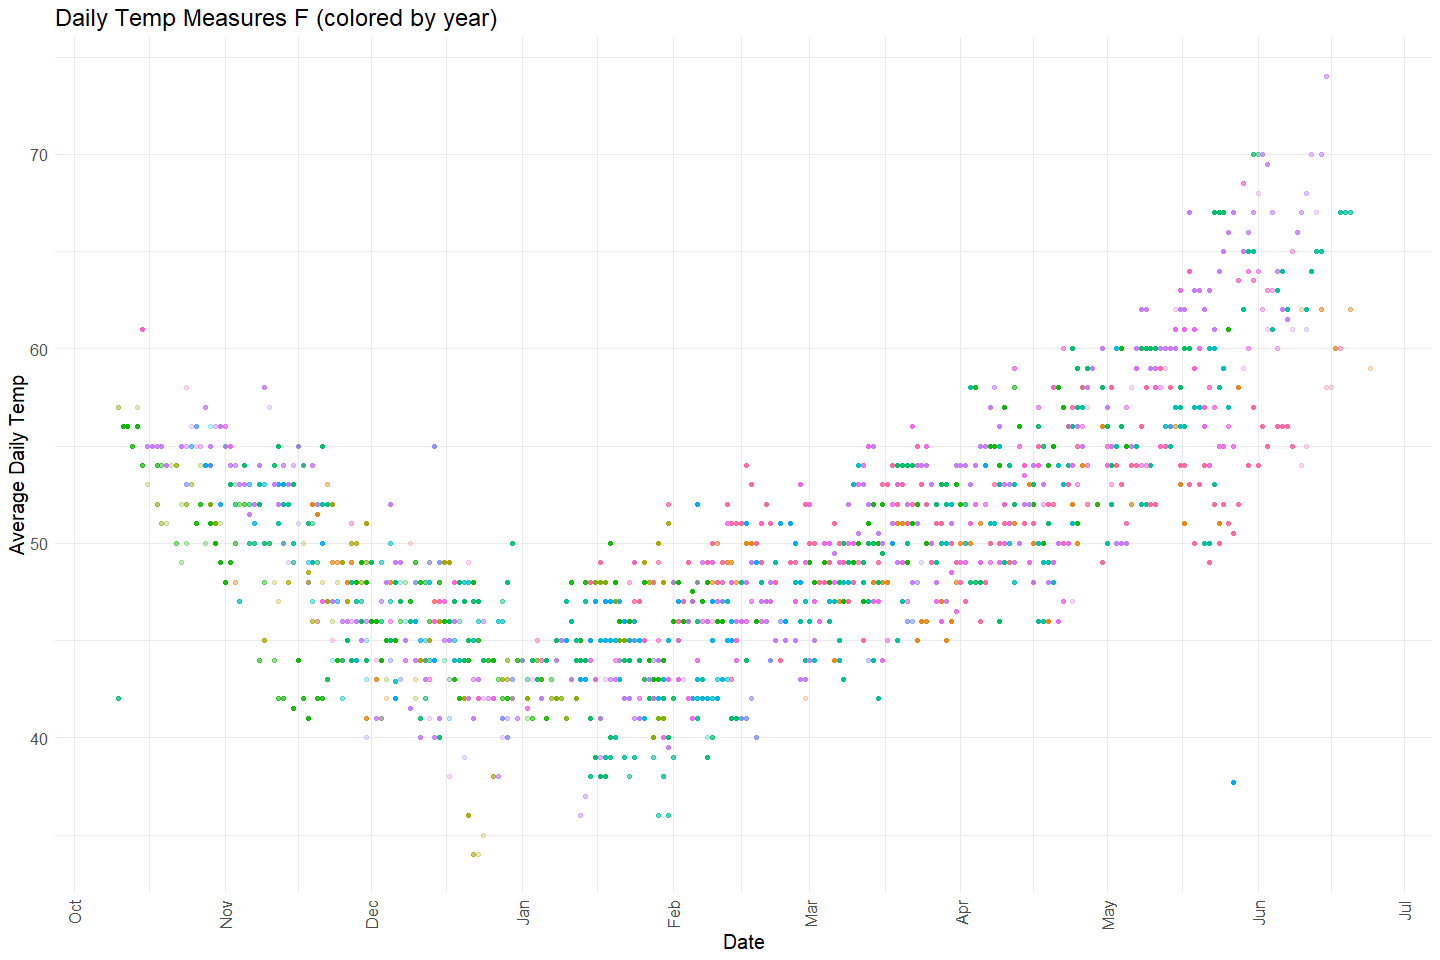 Daily Temp Measures F (colored by year)
Average Daily Temp
70
60
50
40
Oct
Nov
Dec
Jan
Feb
Mar
Apr
May
Jun
Jul
Date